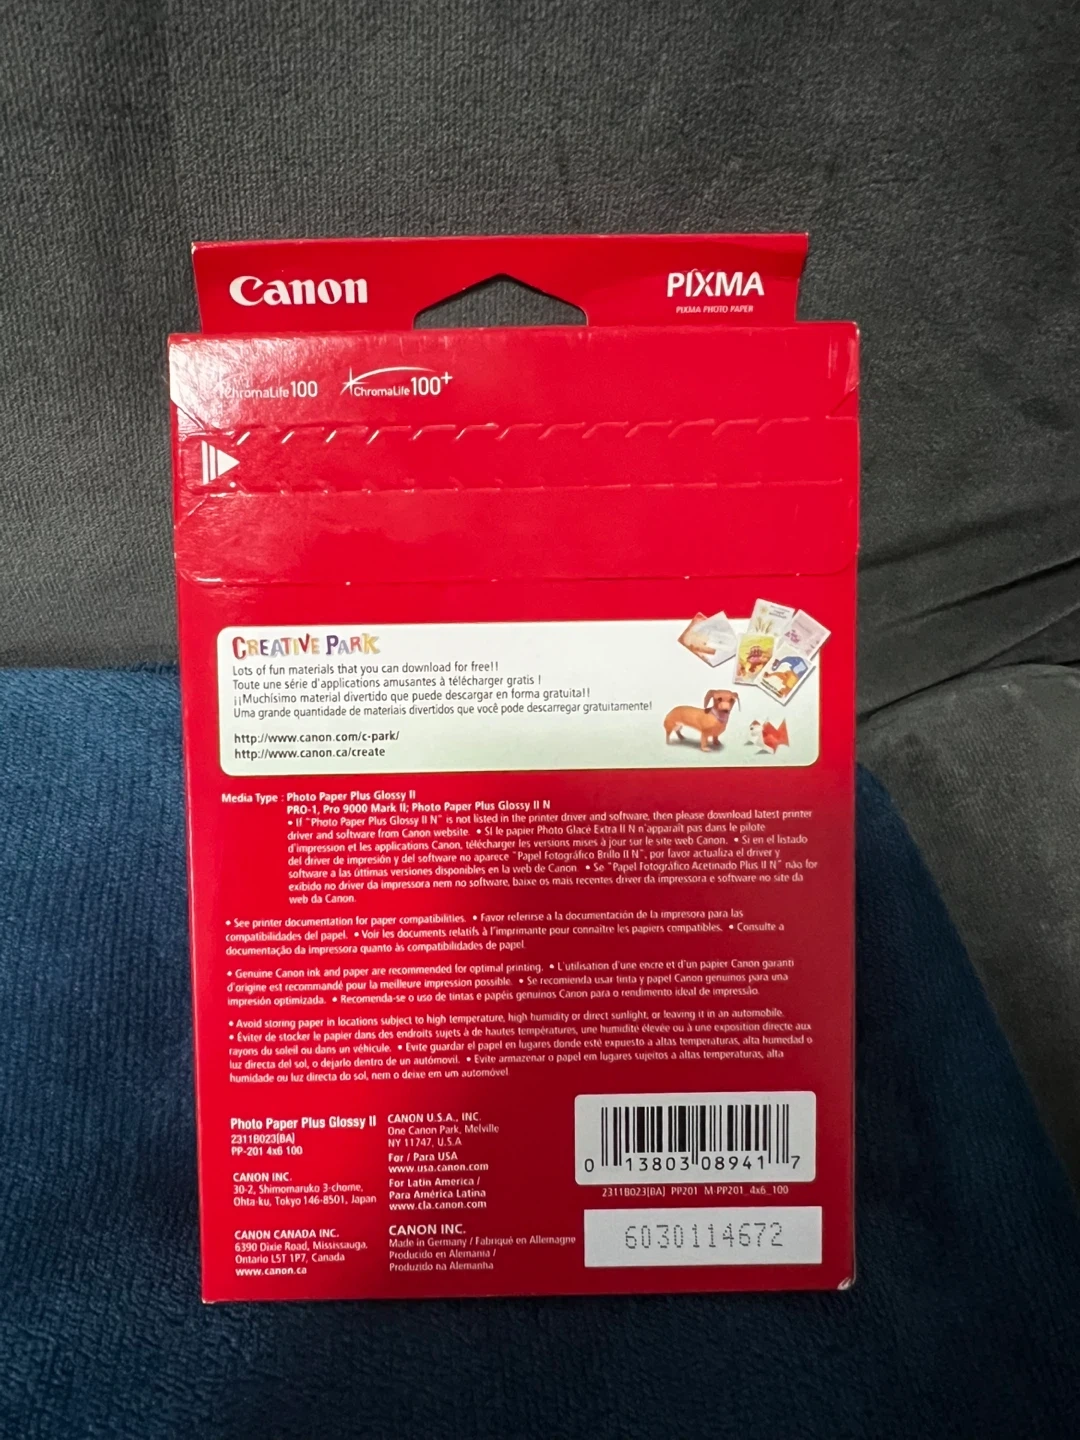 Canon
PIXMA
PIXMA PHOTO PAPER
ChromaLife100
ChromaLife100+
CREATIVE PARK
Lots of fun materials that you can download for free!!
Toute une série d'applications amusantes à télécharger gratis !
¡¡Muchísimo material divertido que puede descargar en forma gratuita!!
Uma grande quantidade de materiais divertidos que você pode descarregar gratuitamente!
http://www.canon.com/c-park/
http://www.canon.ca/create
Media Type : Photo Paper Plus Glossy II
PRO-1, Pro 9000 Mark II; Photo Paper Plus Glossy II N
• If "Photo Paper Plus Glossy II N" is not listed in the printer driver and software, then please download latest printer
driver and software from Canon website. • Si le papier Photo Glacé Extra II N n'apparaît pas dans le pilote
d'impression et les applications Canon, télécharger les versions mises à jour sur le site web Canon. • Si en el listado
del driver de impresión y del software no aparece "Papel Fotográfico Brillo II N", por favor actualiza el driver y
software a las últimas versiones disponibles en la web de Canon. • Se "Papel Fotográfico Acetinado Plus II N" não for
exibido no driver da impressora nem no software, baixe os mais recentes driver da impressora e software no site da
web da Canon.
• See printer documentation for paper compatibilities. • Favor referirse a la documentación de la impresora para las
compatibilidades del papel. • Voir les documents relatifs à l'imprimante pour connaître les papiers compatibles. • Consulte a
documentação da impressora quanto às compatibilidades de papel.
• Genuine Canon ink and paper are recommended for optimal printing. • L'utilisation d'une encre et d'un papier Canon garanti
d'origine est recommandé pour la meilleure impression possible. • Se recomienda usar tinta y papel Canon genuinos para una
impresión optimizada. • Recomenda-se o uso de tintas e papéis genuínos Canon para o rendimento ideal de impressão.
• Avoid storing paper in locations subject to high temperature, high humidity or direct sunlight, or leaving it in an automobile.
• Éviter de stocker le papier dans des endroits sujets à de hautes températures, une humidité élevée ou à une exposition directe aux
rayons du soleil ou dans un véhicule. • Evite guardar el papel en lugares donde esté expuesto a altas temperaturas, alta humedad o
luz directa del sol, o dejarlo dentro de un automóvil. • Evite armazenar o papel em lugares sujeitos a altas temperaturas, alta
humidade ou luz directa do sol, nem o deixe em um automóvel.
Photo Paper Plus Glossy II
2311B023[BA]
PP-201 4x6 100
CANON INC.
30-2, Shimomaruko 3-chome,
Ohta-ku, Tokyo 146-8501, Japan
CANON CANADA INC.
6390 Dixie Road, Mississauga,
Ontario L5T 1P7, Canada
www.canon.ca
CANON U.S.A., INC.
One Canon Park, Melville
NY 11747, U.S.A
For / Para USA
www.usa.canon.com
For Latin America /
Para América Latina
www.cla.canon.com
CANON INC.
Made in Germany / Fabriqué en Allemagne
Producido en Alemania /
Produzido na Alemanha
0 13803 08941 7
2311B023[BA] PP201 M-PP201_4x6_100
6030114672